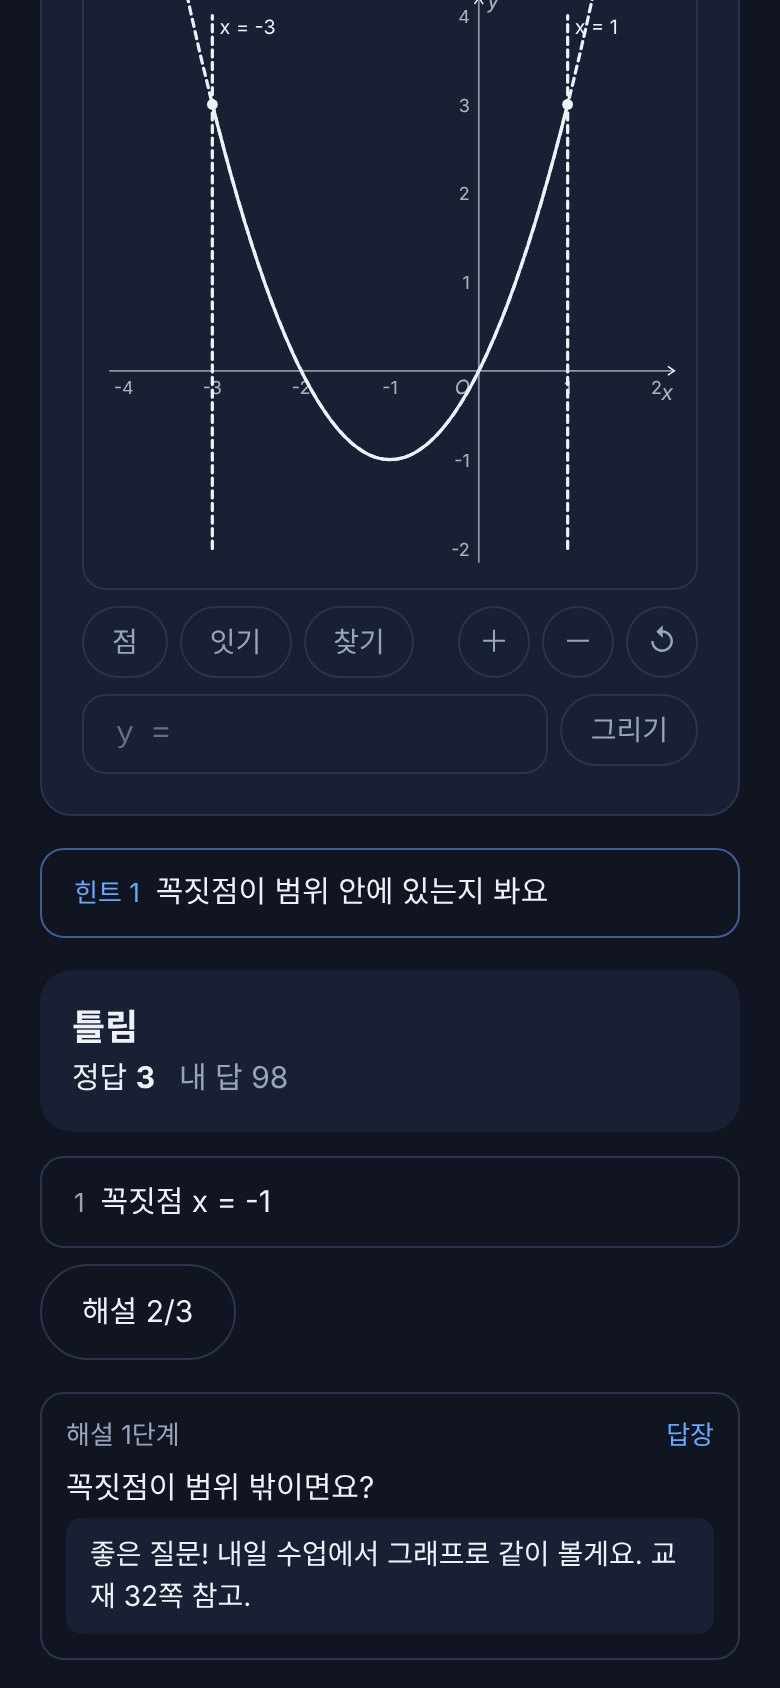 4
y
x = -3
x = 1
3
2
1
-4
-3
-2
-1
O
2
x
-1
-2
점
잇기
찾기
+
−
y =
그리기
힌트 1 꼭짓점이 범위 안에 있는지 봐요
틀림
정답 3 내 답 98
1 꼭짓점 x = -1
해설 2/3
해설 1단계
답장
꼭짓점이 범위 밖이면요?
좋은 질문! 내일 수업에서 그래프로 같이 볼게요. 교
재 32쪽 참고.